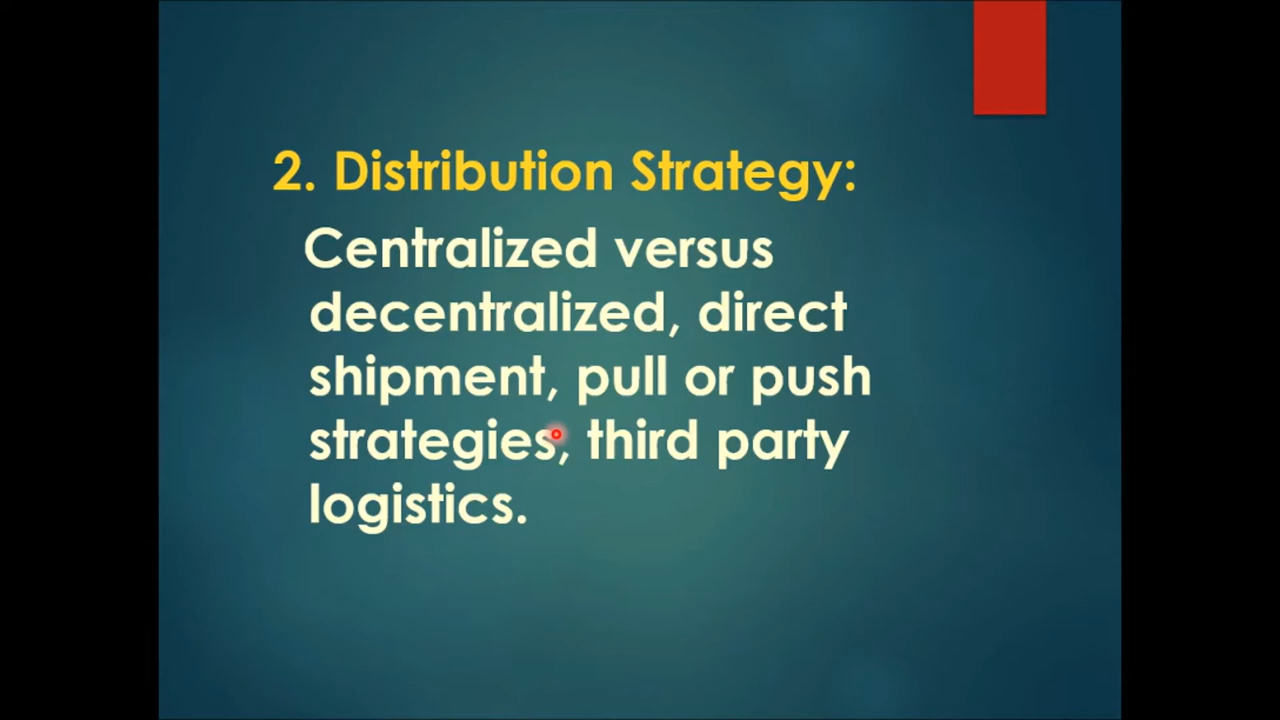 2. Distribution Strategy:
Centralized versus
decentralized, direct
shipment, pull or push
strategies, third party
logistics.